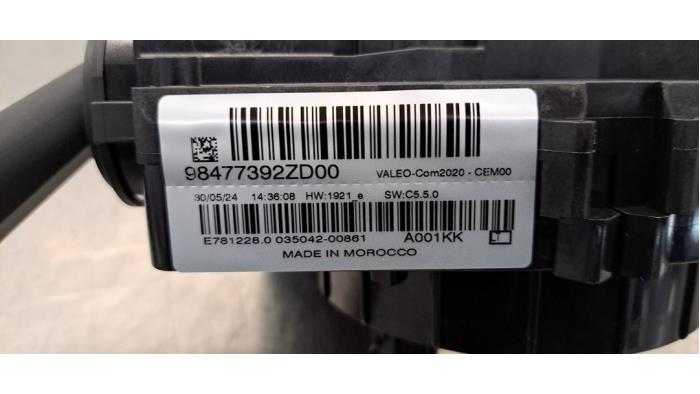 98477392ZD00 VALEO-Com2020 - CEM00
30/05/24 14:36:08 HW:1921_e SW:C5.5.0
E781228.0 035042-00861 A001KK
MADE IN MOROCCO